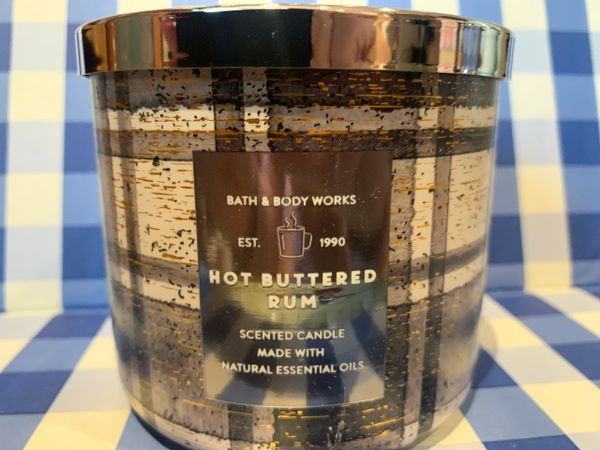 BATH & BODY WORKS
EST. 1990
HOT BUTTERED
RUM
SCENTED CANDLE
MADE WITH
NATURAL ESSENTIAL OILS